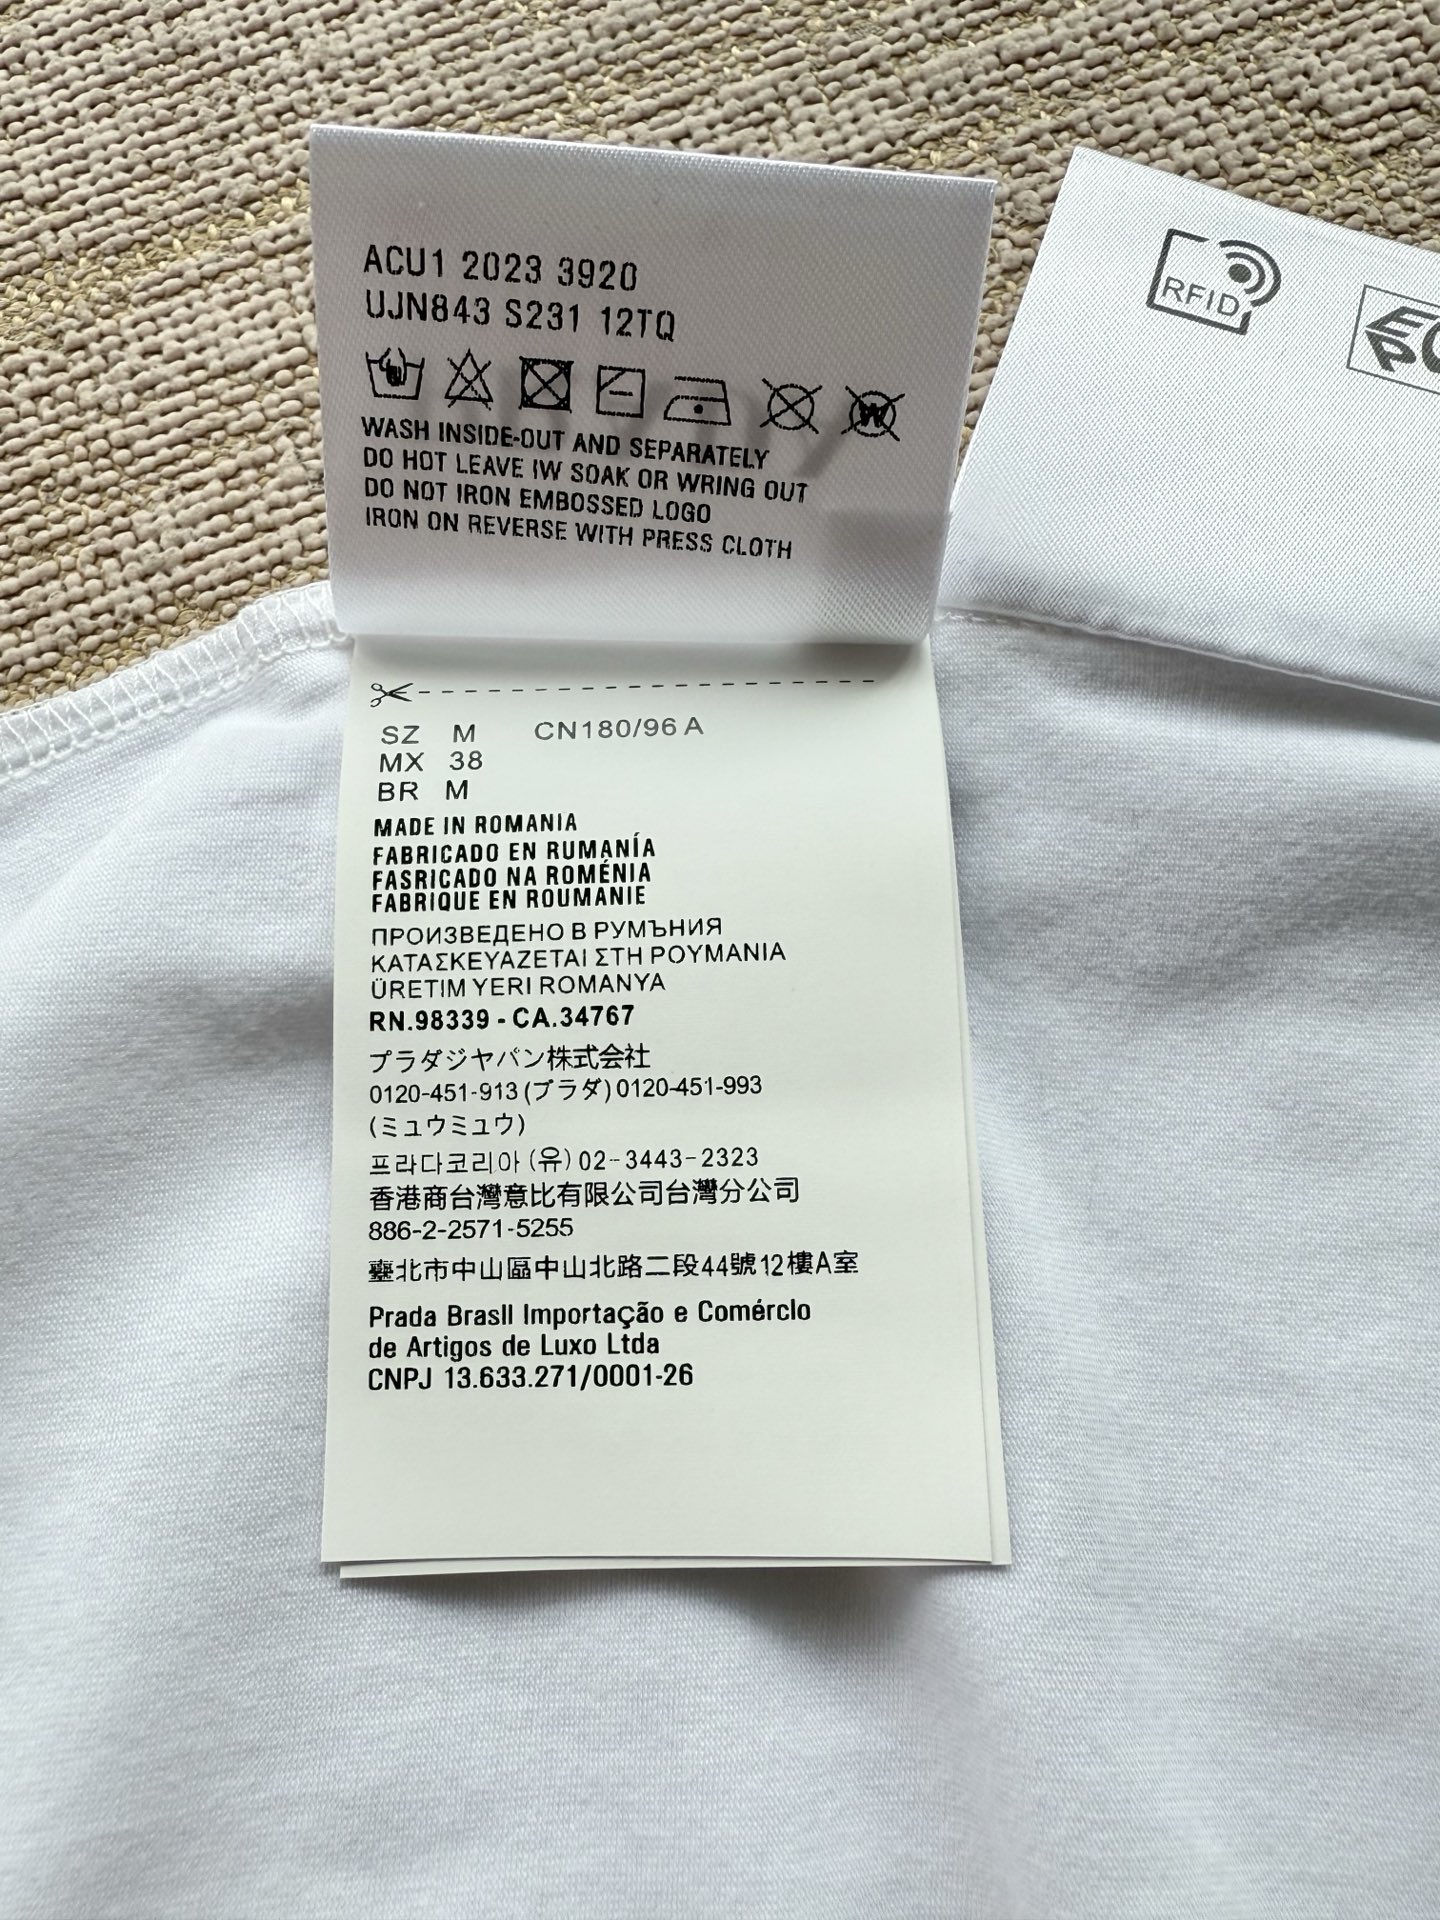 ACU1 2023 3920
UJN843 S231 12TQ
W
WASH INSIDE-OUT AND SEPARATELY
DO HOT LEAVE IW SOAK OR WRING OUT
DO NOT IRON EMBOSSED LOGO
IRON ON REVERSE WITH PRESS CLOTH
RFID
SZ M CN180/96 A
MX 38
BR M
MADE IN ROMANIA
FABRICADO EN RUMANÍA
FASRICADO NA ROMÉNIA
FABRIQUE EN ROUMANIE
ПРОИЗВЕДЕНО В РУМЪНИЯ
ΚΑΤΑΣΚΕΥΑΖΕΤΑΙ ΣΤΗ ΡΟΥΜΑΝΙΑ
ÜRETIM YERI ROMANYA
RN.98339 - CA.34767
プラダジヤバン株式会社
0120-451-913 (プラダ) 0120-451-993
(ミュウミュウ)
프라다코리아 (유) 02-3443-2323
香港商台灣意比有限公司台灣分公司
886-2-2571-5255
臺北市中山區中山北路二段44號12樓A室
Prada Brasll Importação e Comérclo
de Artigos de Luxo Ltda
CNPJ 13.633.271/0001-26